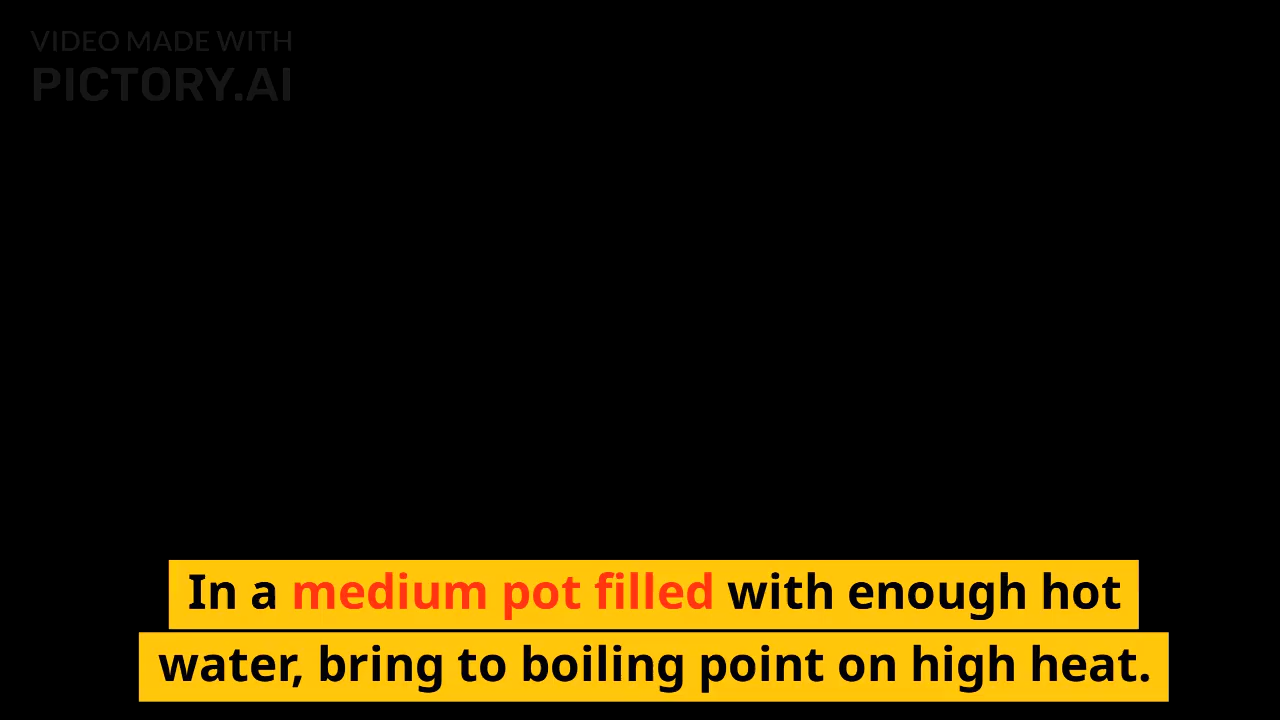 VIDEO MADE WITH
PICTORY.AI
In a medium pot filled with enough hot
water, bring to boiling point on high heat.